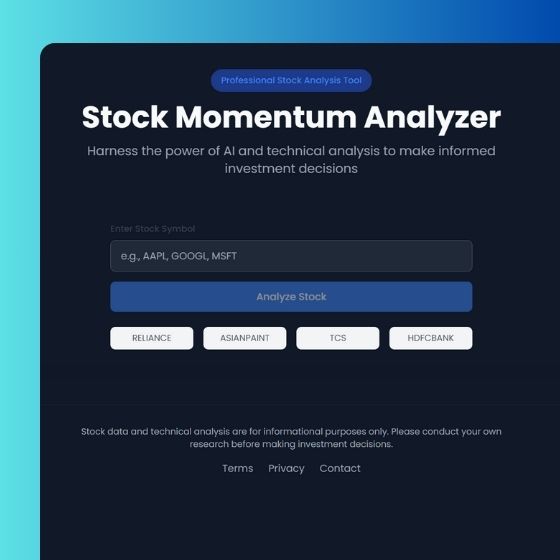 Professional Stock Analysis Tool
Stock Momentum Analyzer
Harness the power of AI and technical analysis to make informed
investment decisions
Enter Stock Symbol
e.g., AAPL, GOOGL, MSFT
Analyze Stock
RELIANCE ASIANPAINT TCS HDFCBANK
Stock data and technical analysis are for informational purposes only. Please conduct your own
research before making investment decisions.
Terms Privacy Contact